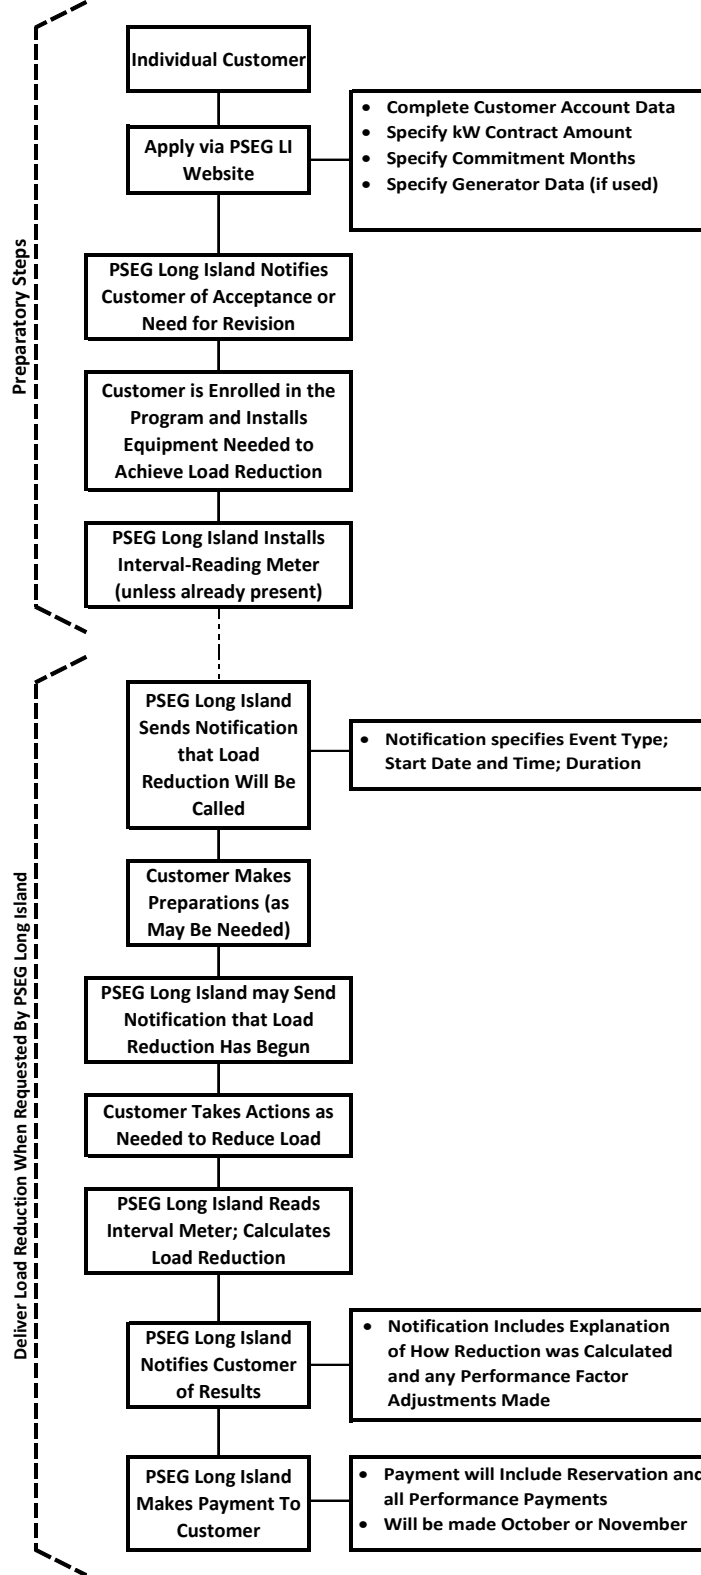 Individual Customer
Apply via PSEG LI
Website
• Complete Customer Account Data
• Specify kW Contract Amount
• Specify Commitment Months
• Specify Generator Data (if used)
PSEG Long Island Notifies
Customer of Acceptance or
Need for Revision
Customer is Enrolled in the
Program and Installs
Equipment Needed to
Achieve Load Reduction
PSEG Long Island Installs
Interval-Reading Meter
(unless already present)
Preparatory Steps
PSEG Long Island
Sends Notification
that Load
Reduction Will Be
Called
• Notification specifies Event Type;
Start Date and Time; Duration
Customer Makes
Preparations (as
May Be Needed)
PSEG Long Island may Send
Notification that Load
Reduction Has Begun
Customer Takes Actions as
Needed to Reduce Load
PSEG Long Island Reads
Interval Meter; Calculates
Load Reduction
PSEG Long Island
Notifies Customer
of Results
• Notification Includes Explanation
of How Reduction was Calculated
and any Performance Factor
Adjustments Made
PSEG Long Island
Makes Payment To
Customer
• Payment will Include Reservation and
all Performance Payments
• Will be made October or November
Deliver Load Reduction When Requested By PSEG Long Island